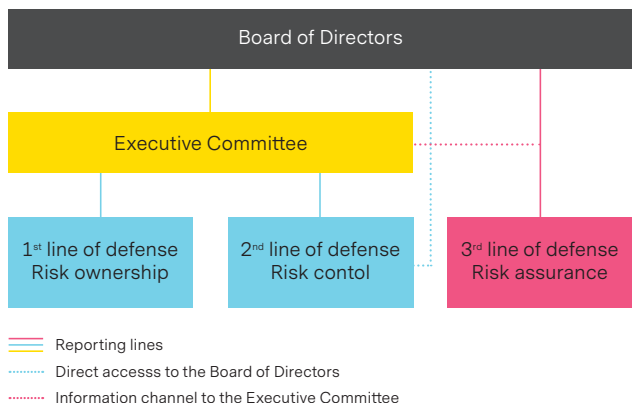 Board of Directors
Executive Committee
1st line of defense
Risk ownership
2nd line of defense
Risk contol
3rd line of defense
Risk assurance
Reporting lines
Direct accesss to the Board of Directors
Information channel to the Executive Committee